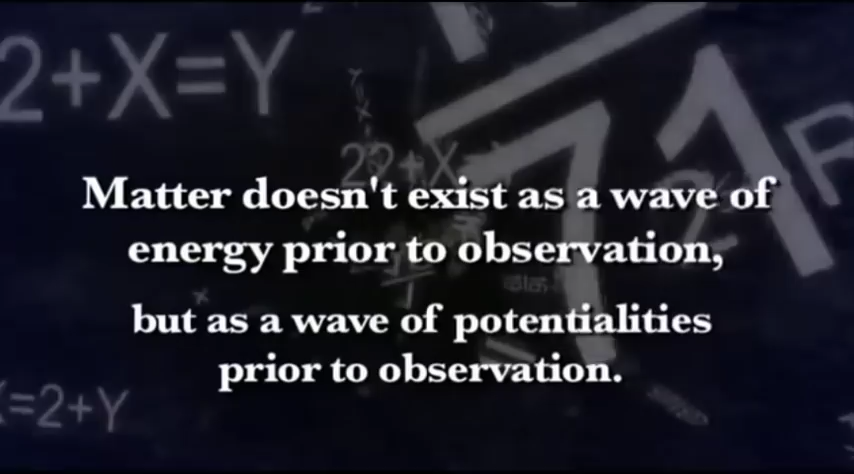 2+X=Y
22+X
Matter doesn't exist as a wave of
energy prior to observation,
but as a wave of potentialities
prior to observation.
=2+Y